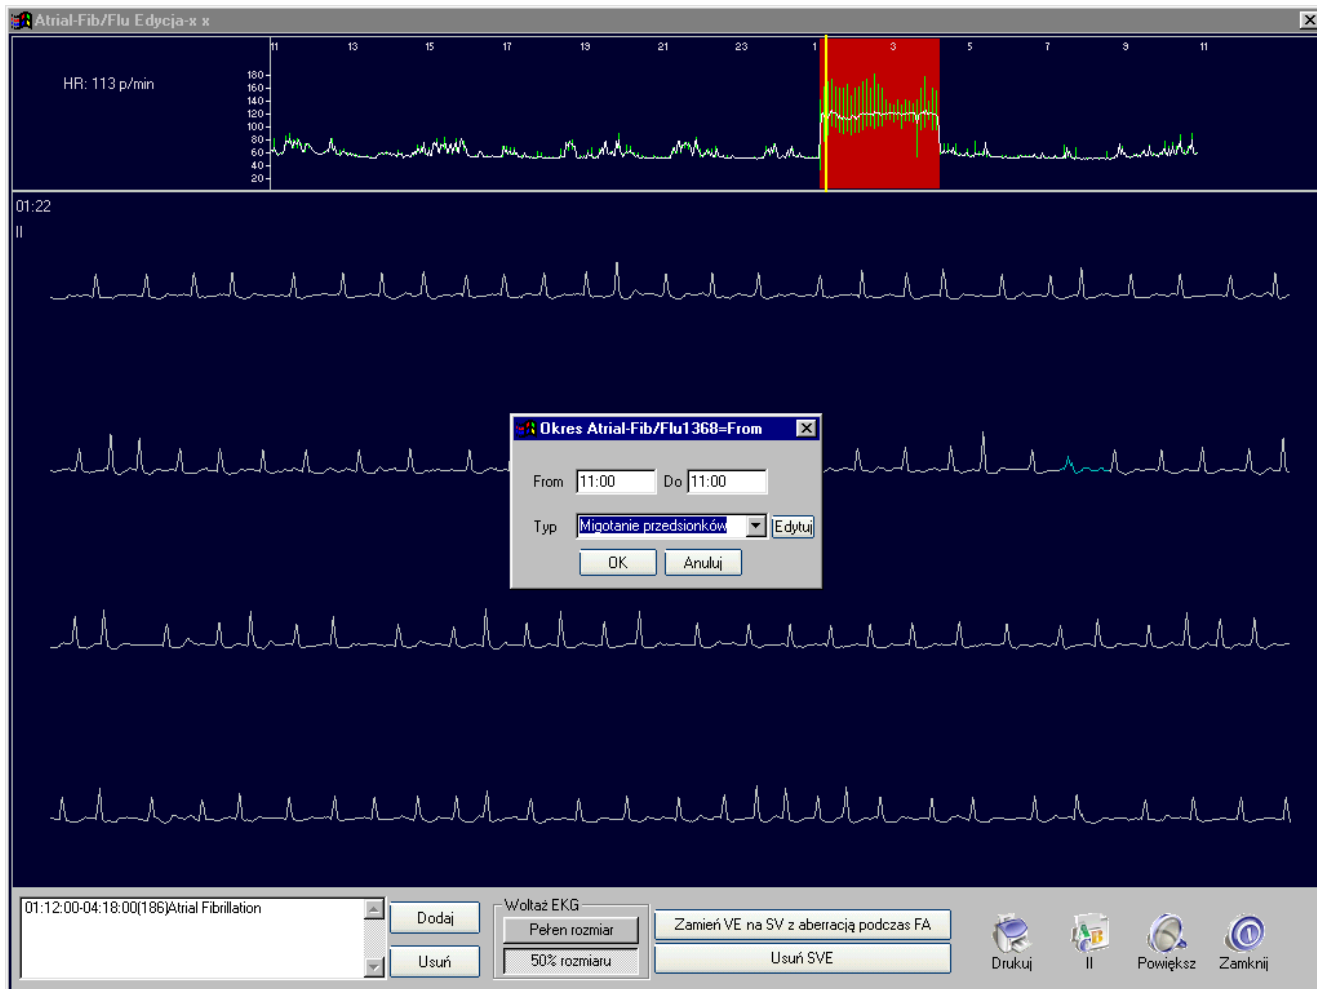 Atrial-Fib/Flu Edycja-x x
11 13 15 17 19 21 23 1 3 5 7 9 11
HR: 113 p/min
180
160
140
120
100
80
60
40
20
01:22
II
Okres Atrial-Fib/Flu1368=From
From 11:00 Do 11:00
Typ Migotanie przedsionków Edytuj
OK Anuluj
01:12:00-04:18:00(186)Atrial Fibrillation
Dodaj
Usuń
Woltaż EKG
Pełen rozmiar
50% rozmiaru
Zamień VE na SV z aberracją podczas FA
Usuń SVE
Drukuj II Powiększ Zamknij